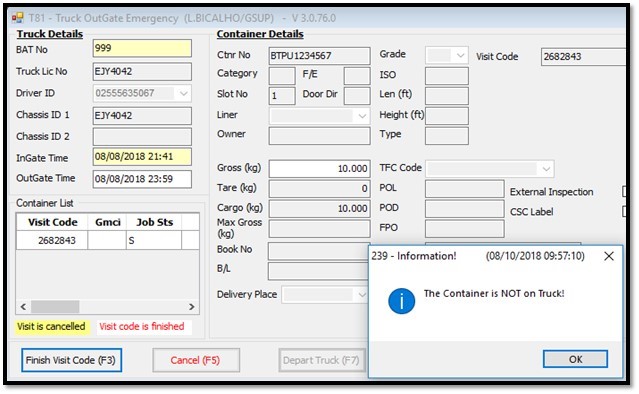 T81 - Truck OutGate Emergency (L.BICALHO/GSUP) - V 3.0.76.0
Truck Details
BAT No 999
Truck Lic No EJY4042
Driver ID 02555635067
Chassis ID 1 EJY4042
Chassis ID 2
InGate Time 08/08/2018 21:41
OutGate Time 08/08/2018 23:59
Container List
Visit Code Gmci Job Sts
2682843 S
Visit is cancelled Visit code is finished
Container Details
Ctnr No BTPU1234567 Grade Visit Code 2682843
Category F/E ISO
Slot No 1 Door Dir Len (ft)
Liner Height (ft)
Owner Type
Gross (kg) 10.000 TFC Code
Tare (kg) 0 POL External Inspection
Cargo (kg) 10.000 POD CSC Label
Max Gross (kg) FPO
Book No
B/L
Delivery Place
239 - Information! (08/10/2018 09:57:10)
The Container is NOT on Truck!
OK
Finish Visit Code (F3) Cancel (F5) Depart Truck (F7)